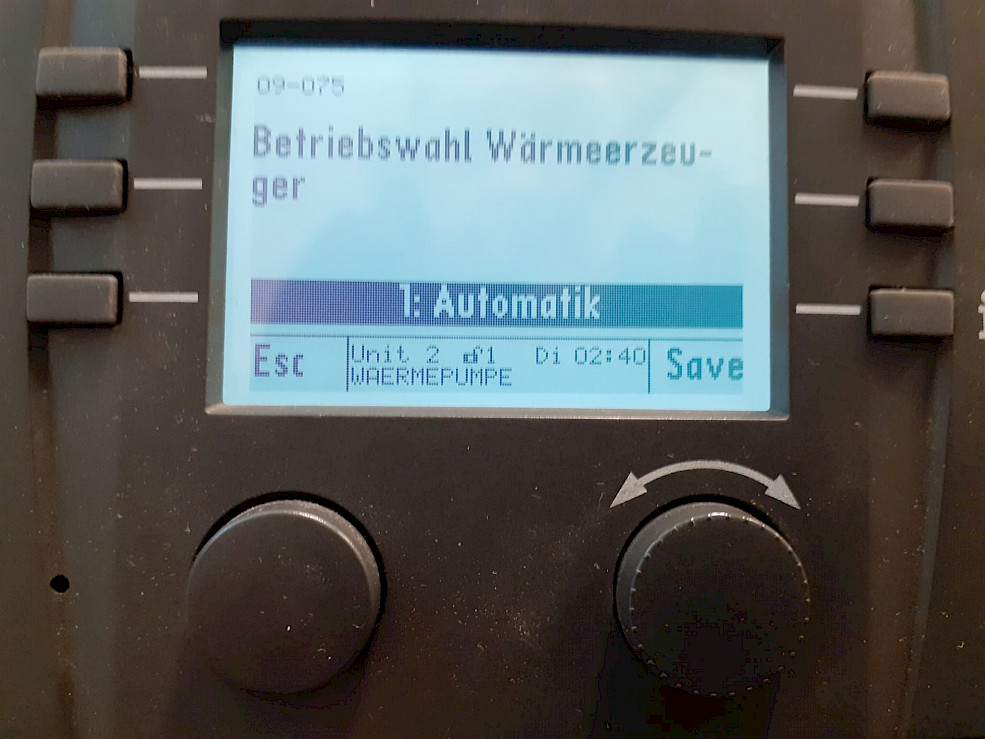 09-075
Betriebswahl Wärmeerzeu-
ger
1: Automatik
Esc
Unit 2 1 Di 02:40
WAERMEPUMPE
Save